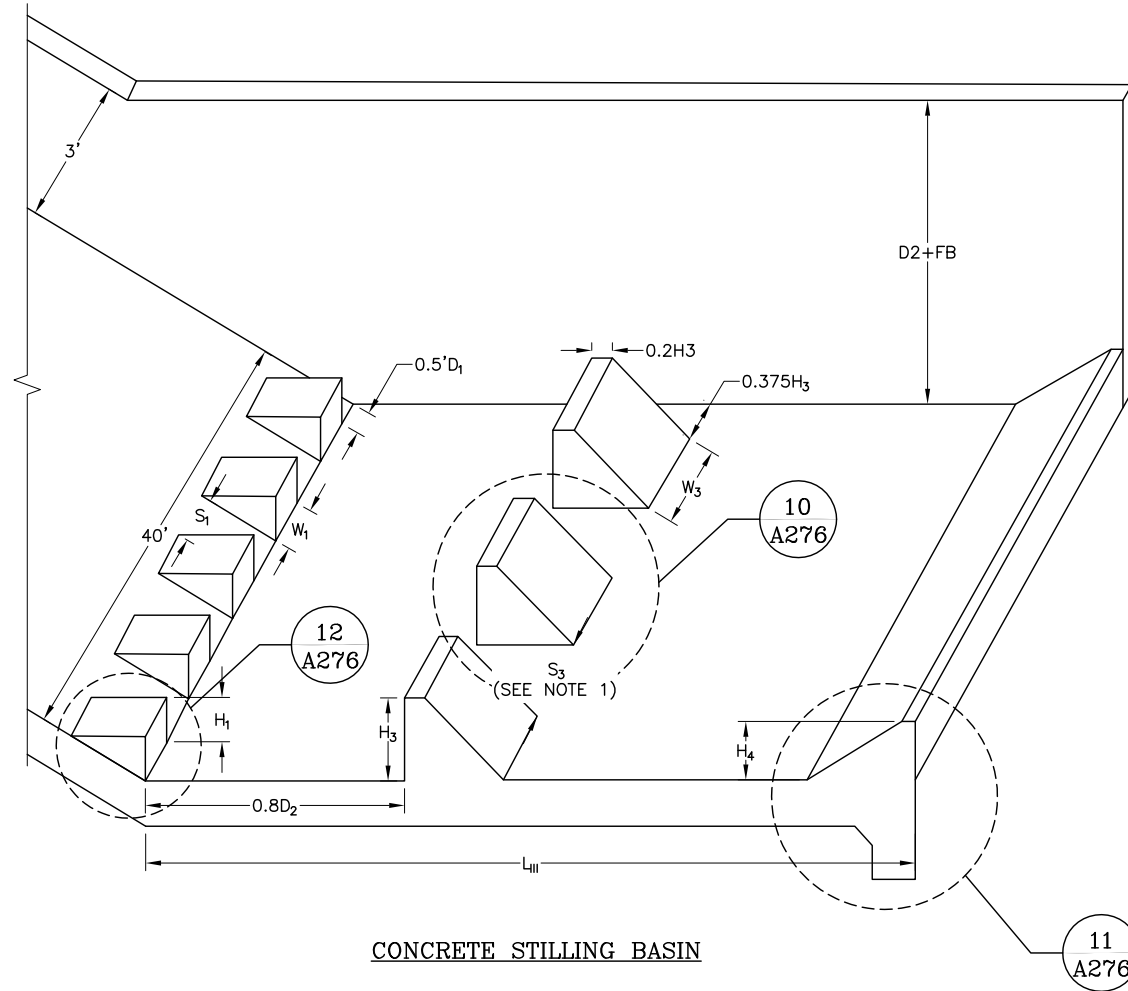 3'
D2+FB
0.2H3
0.5'D₁
0.375H₃
W₃
S₁
W₁
40'
10
A276
12
A276
S₃
(SEE NOTE 1)
H₁
H₃
H₄
0.8D₂
LIII
CONCRETE STILLING BASIN
11
A276